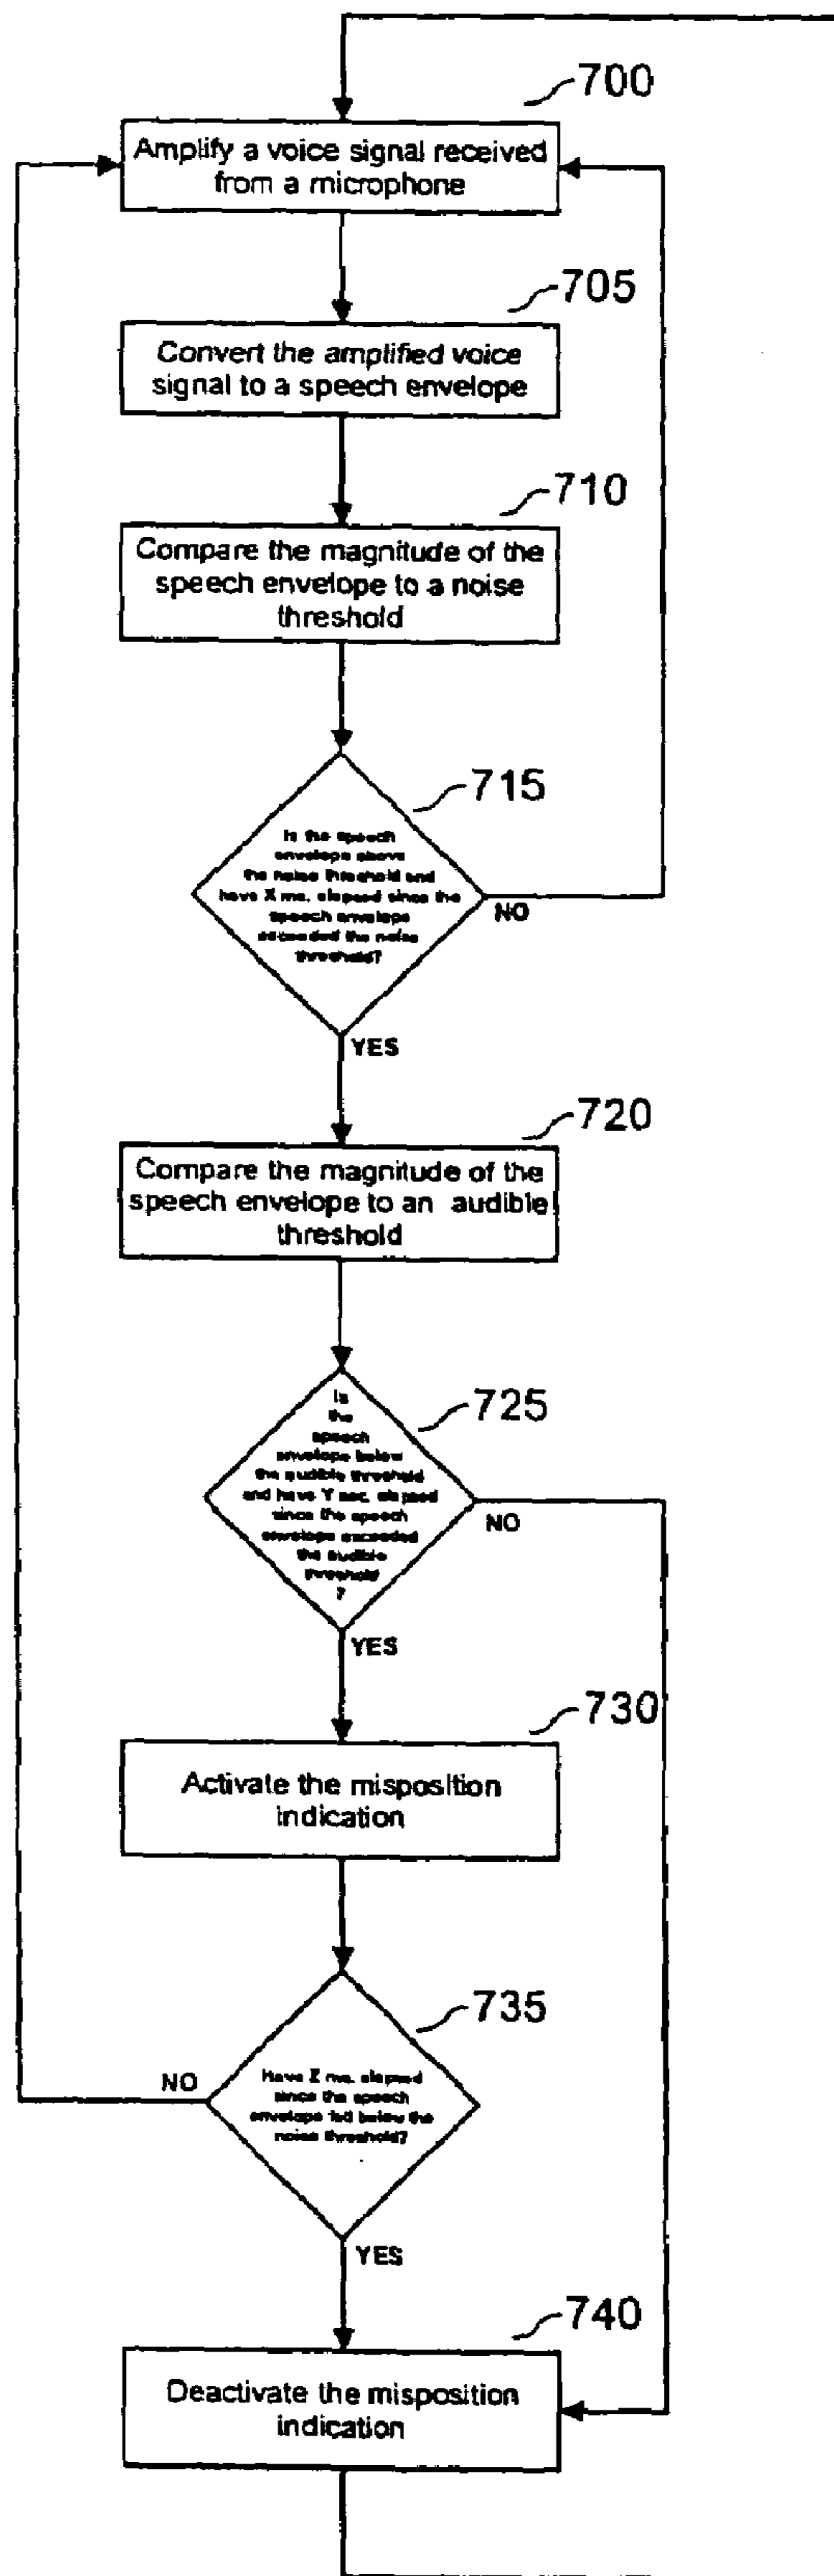 700
Amplify a voice signal received
from a microphone
705
Convert the amplified voice
signal to a speech envelope
710
Compare the magnitude of the
speech envelope to a noise
threshold
715
Is the speech
envelope above
the noise threshold and
have X ms. elapsed since the
speech envelope
exceeded the noise
threshold?
NO
YES
720
Compare the magnitude of the
speech envelope to an audible
threshold
725
Is
the
speech
envelope below
the audible threshold
and have Y sec. elapsed
since the speech
envelope exceeded
the audible
threshold
?
NO
YES
730
Activate the misposition
indication
735
Have Z ms. elapsed
since the speech
envelope fell below the
noise threshold?
NO
YES
740
Deactivate the misposition
indication